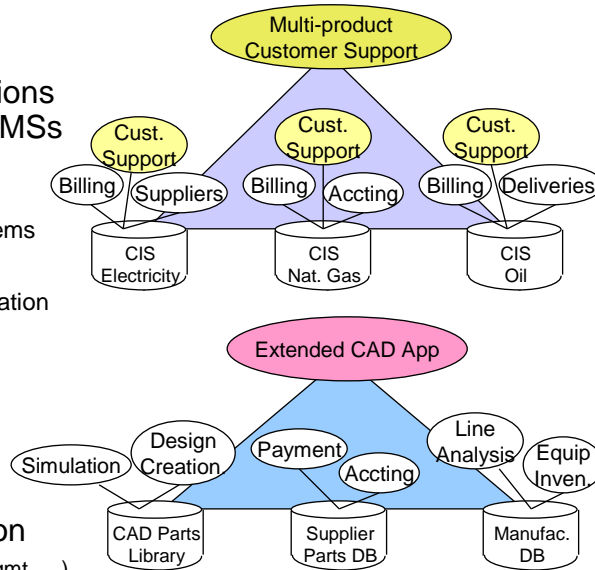 Multi-product
Customer Support
ions
MSs
Cust.
Support
Cust.
Support
Cust.
Support
Billing
Suppliers
Billing
Accting
Billing
Deliveries
ems
CIS
Electricity
CIS
Nat. Gas
CIS
Oil
ation
Extended CAD App
Simulation
Design
Creation
Payment
Accting
Line
Analysis
Equip
Inven.
CAD Parts
Library
Supplier
Parts DB
Manufac.
DB
on